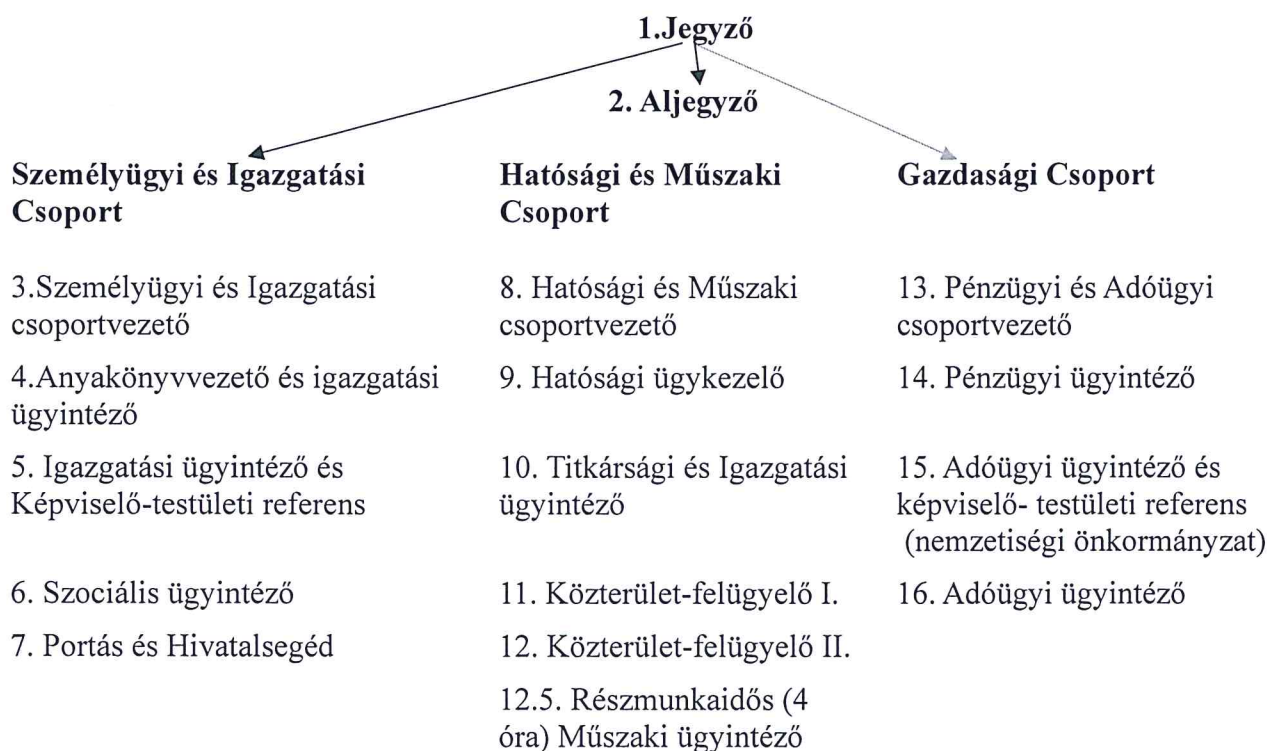 1.Jegyző
2. Aljegyző
Személyügyi és Igazgatási
Csoport
Hatósági és Műszaki
Csoport
Gazdasági Csoport
3.Személyügyi és Igazgatási
csoportvezető
8. Hatósági és Műszaki
csoportvezető
13. Pénzügyi és Adóügyi
csoportvezető
4.Anyakönyvvezető és igazgatási
ügyintéző
9. Hatósági ügykezelő
14. Pénzügyi ügyintéző
5. Igazgatási ügyintéző és
Képviselő-testületi referens
10. Titkársági és Igazgatási
ügyintéző
15. Adóügyi ügyintéző és
képviselő- testületi referens
(nemzetiségi önkormányzat)
6. Szociális ügyintéző
11. Közterület-felügyelő I.
16. Adóügyi ügyintéző
7. Portás és Hivatalsegéd
12. Közterület-felügyelő II.
12.5. Részmunkaidős (4
óra) Műszaki ügyintéző